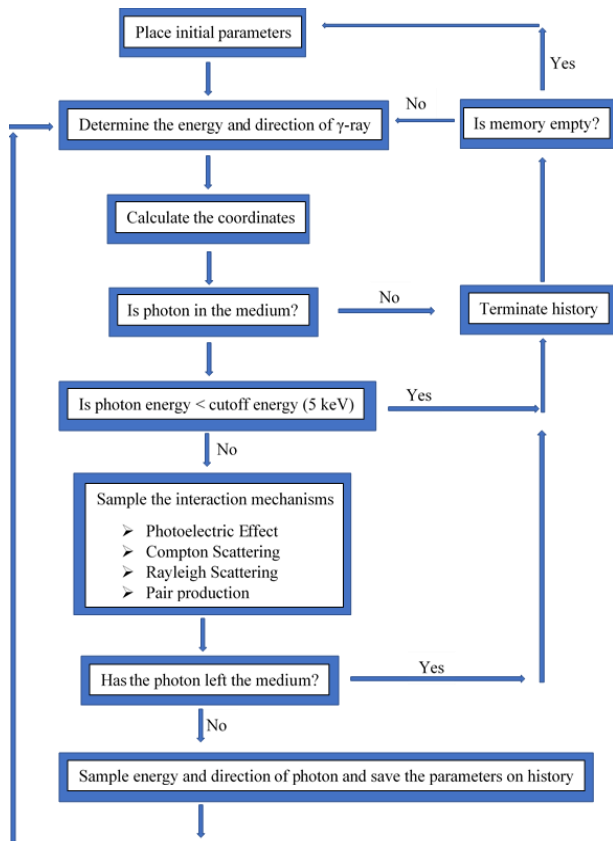 Place initial parameters
Yes
No
Determine the energy and direction of γ-ray
Is memory empty?
Calculate the coordinates
Is photon in the medium?
No
Terminate history
Is photon energy < cutoff energy (5 keV)
Yes
No
Sample the interaction mechanisms
➢ Photoelectric Effect
➢ Compton Scattering
➢ Rayleigh Scattering
➢ Pair production
Has the photon left the medium?
Yes
No
Sample energy and direction of photon and save the parameters on history